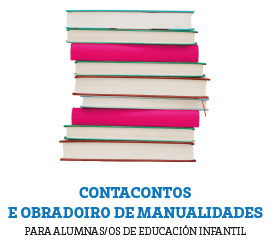 CONTACONTOS
E OBRADOIRO DE MANUALIDADES
PARA ALUMNAS/OS DE EDUCACIÓN INFANTIL